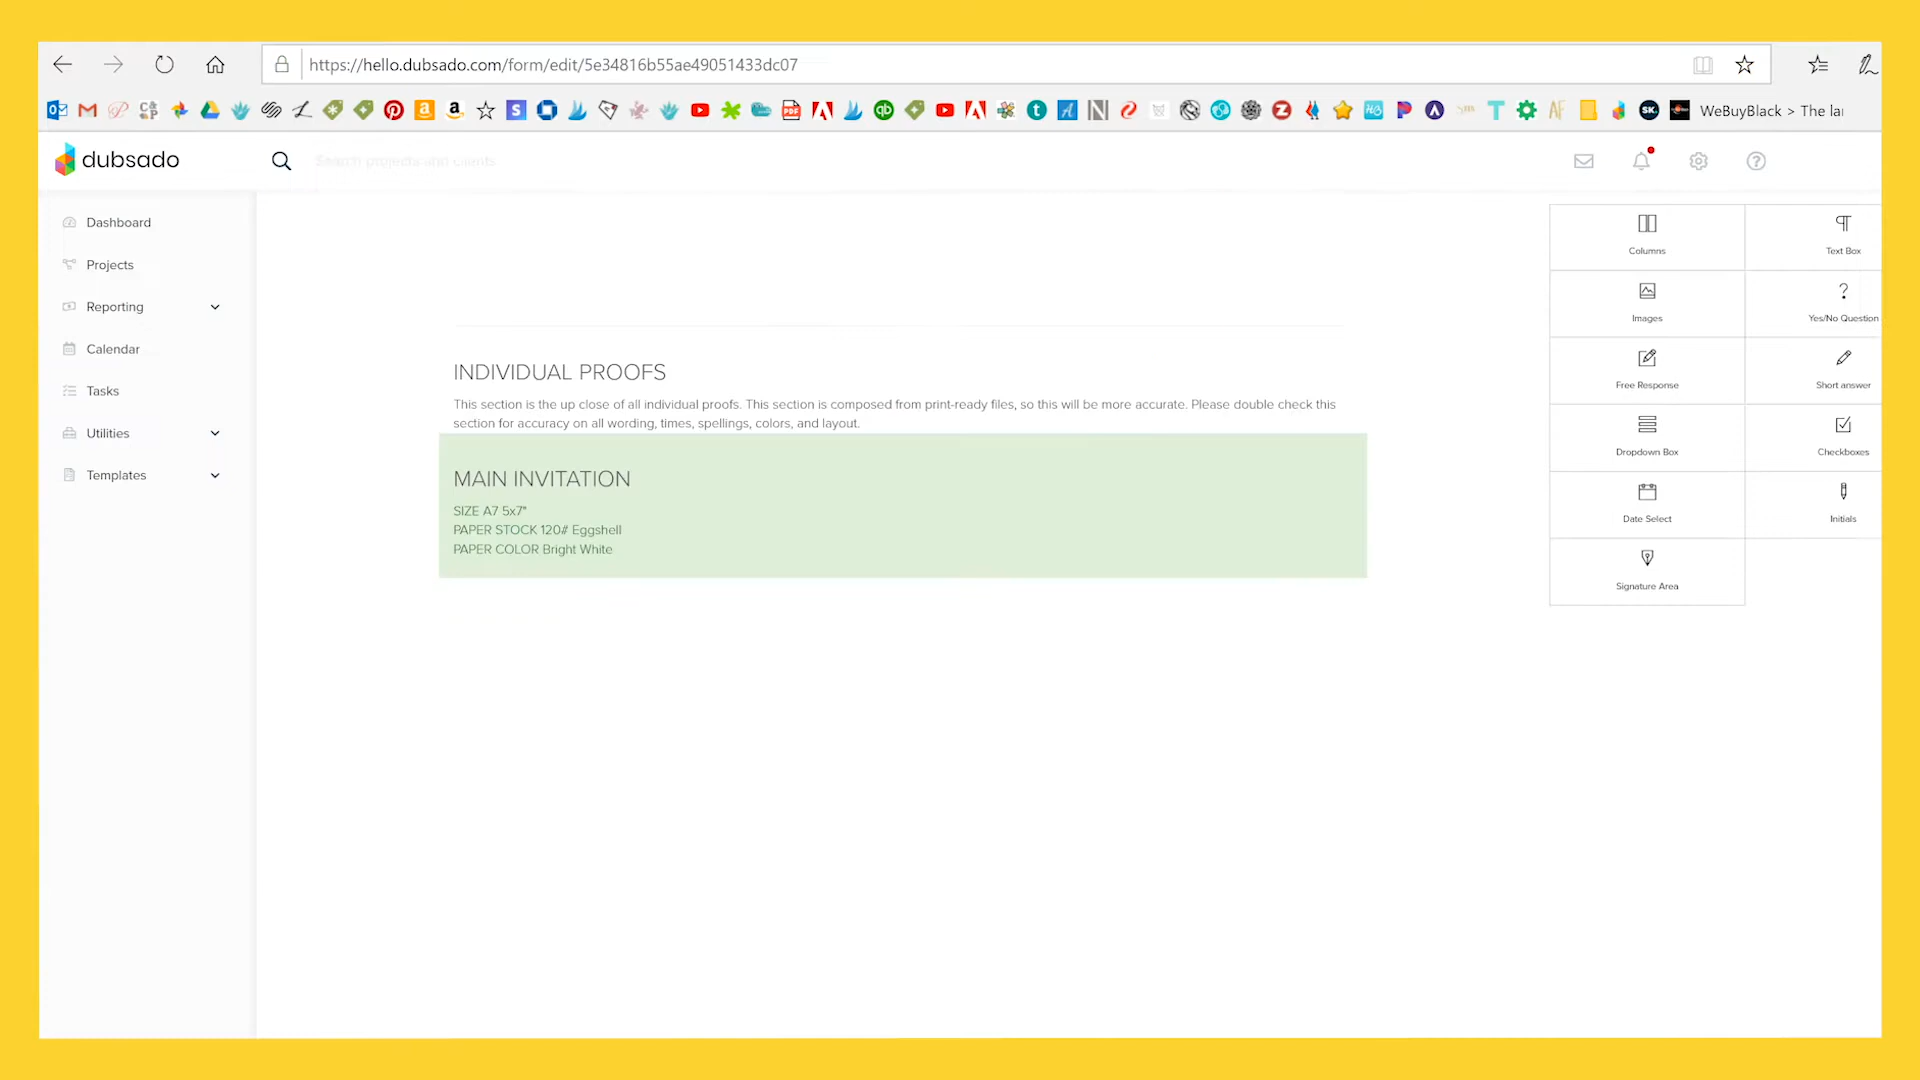 https://hello.dubsado.com/form/edit/5e34816b55ae49051433dc07
WeBuyBlack > The la
dubsado
Search projects and clients
Dashboard
Projects
Reporting
Calendar
Tasks
Utilities
Templates
INDIVIDUAL PROOFS
This section is the up close of all individual proofs. This section is composed from print-ready files, so this will be more accurate. Please double check this
section for accuracy on all wording, times, spellings, colors, and layout.
MAIN INVITATION
SIZE A7 5x7"
PAPER STOCK 120# Eggshell
PAPER COLOR Bright White
Columns
Text Box
Images
Yes/No Question
Free Response
Short answer
Dropdown Box
Checkboxes
Date Select
Initials
Signature Area